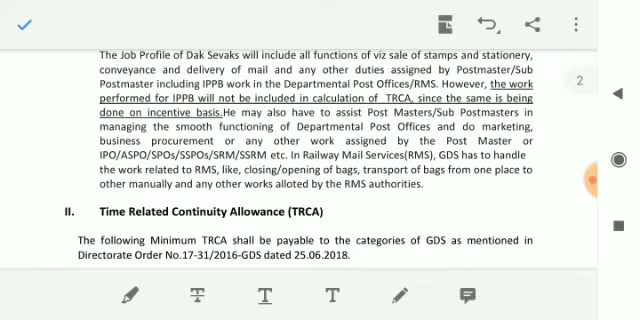 The Job Profile of Dak Sevaks will include all functions of viz sale of stamps and stationery,
conveyance and delivery of mail and any other duties assigned by Postmaster/Sub
Postmaster including IPPB work in the Departmental Post Offices/RMS. However, the work
performed for IPPB will not be included in calculation of TRCA, since the same is being
done on incentive basis.He may also have to assist Post Masters/Sub Postmasters in
managing the smooth functioning of Departmental Post Offices and do marketing,
business procurement or any other work assigned by the Post Master or
IPO/ASPO/SPOs/SSPOs/SRM/SSRM etc. In Railway Mail Services(RMS), GDS has to handle
the work related to RMS, like, closing/opening of bags, transport of bags from one place to
other manually and any other works alloted by the RMS authorities.
2
II. Time Related Continuity Allowance (TRCA)
The following Minimum TRCA shall be payable to the categories of GDS as mentioned in
Directorate Order No.17-31/2016-GDS dated 25.06.2018.
T T T